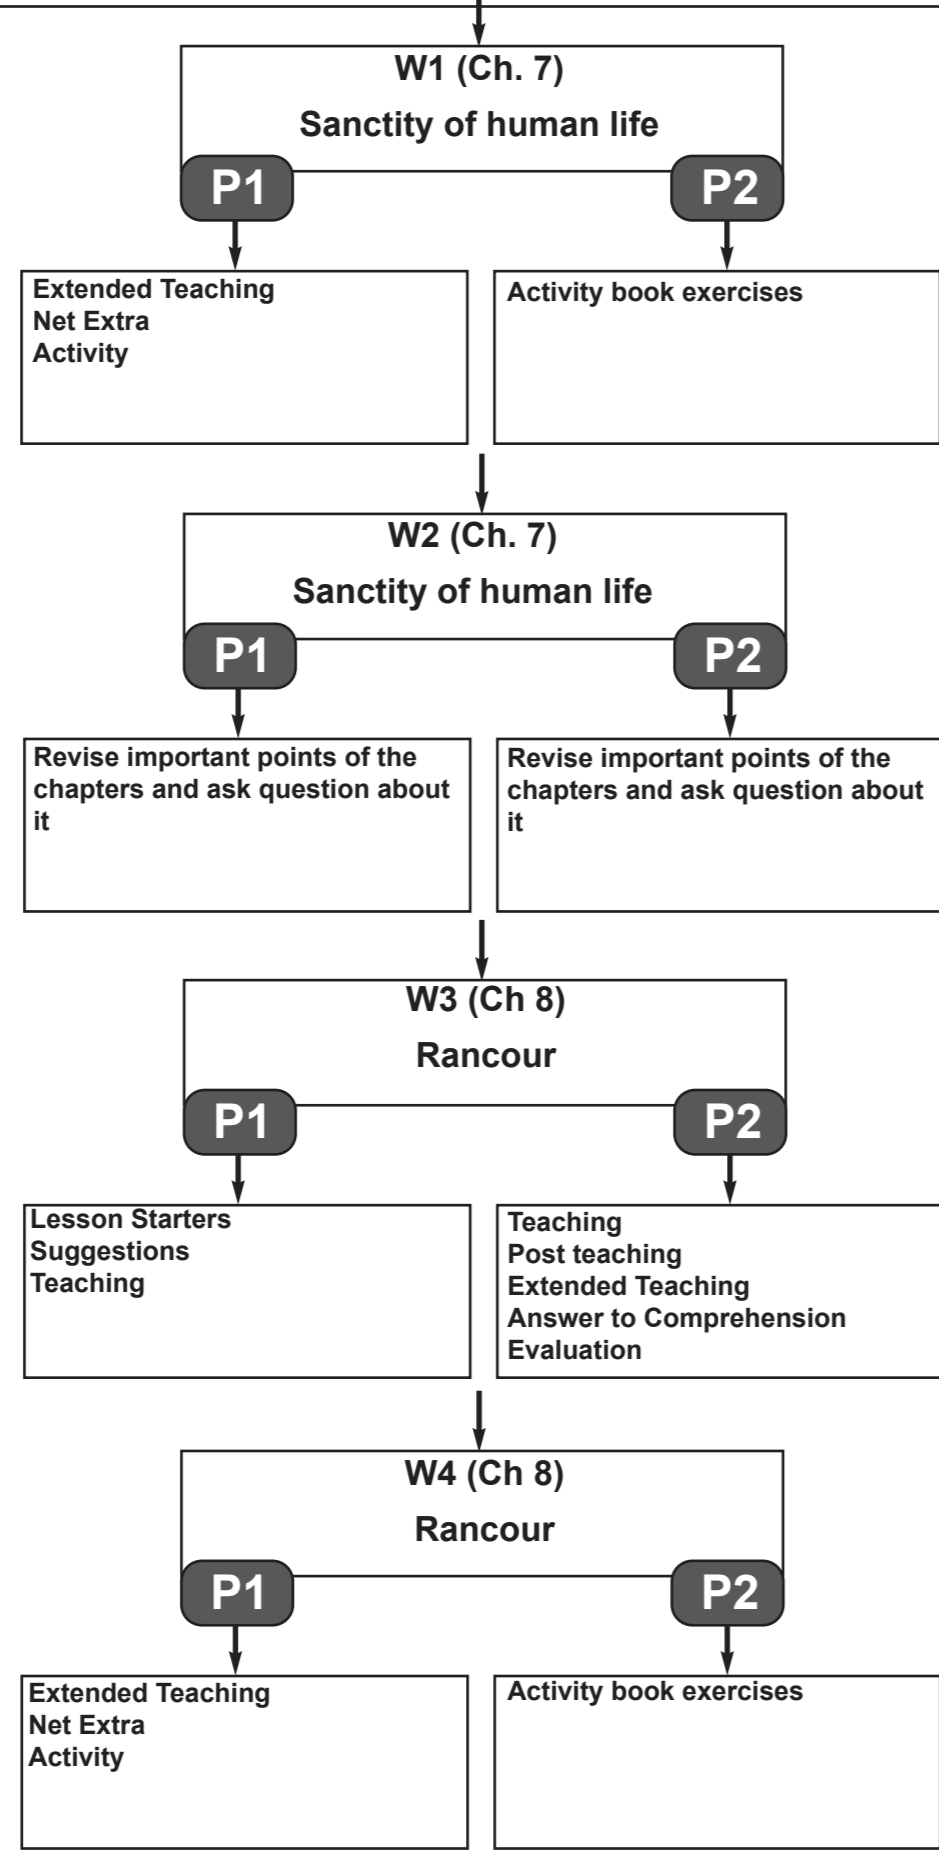 W1 (Ch. 7)
Sanctity of human life
P1
P2
Extended Teaching
Net Extra
Activity
Activity book exercises
W2 (Ch. 7)
Sanctity of human life
P1
P2
Revise important points of the
chapters and ask question about
it
Revise important points of the
chapters and ask question about
it
W3 (Ch 8)
Rancour
P1
P2
Lesson Starters
Suggestions
Teaching
Teaching
Post teaching
Extended Teaching
Answer to Comprehension
Evaluation
W4 (Ch 8)
Rancour
P1
P2
Extended Teaching
Net Extra
Activity
Activity book exercises